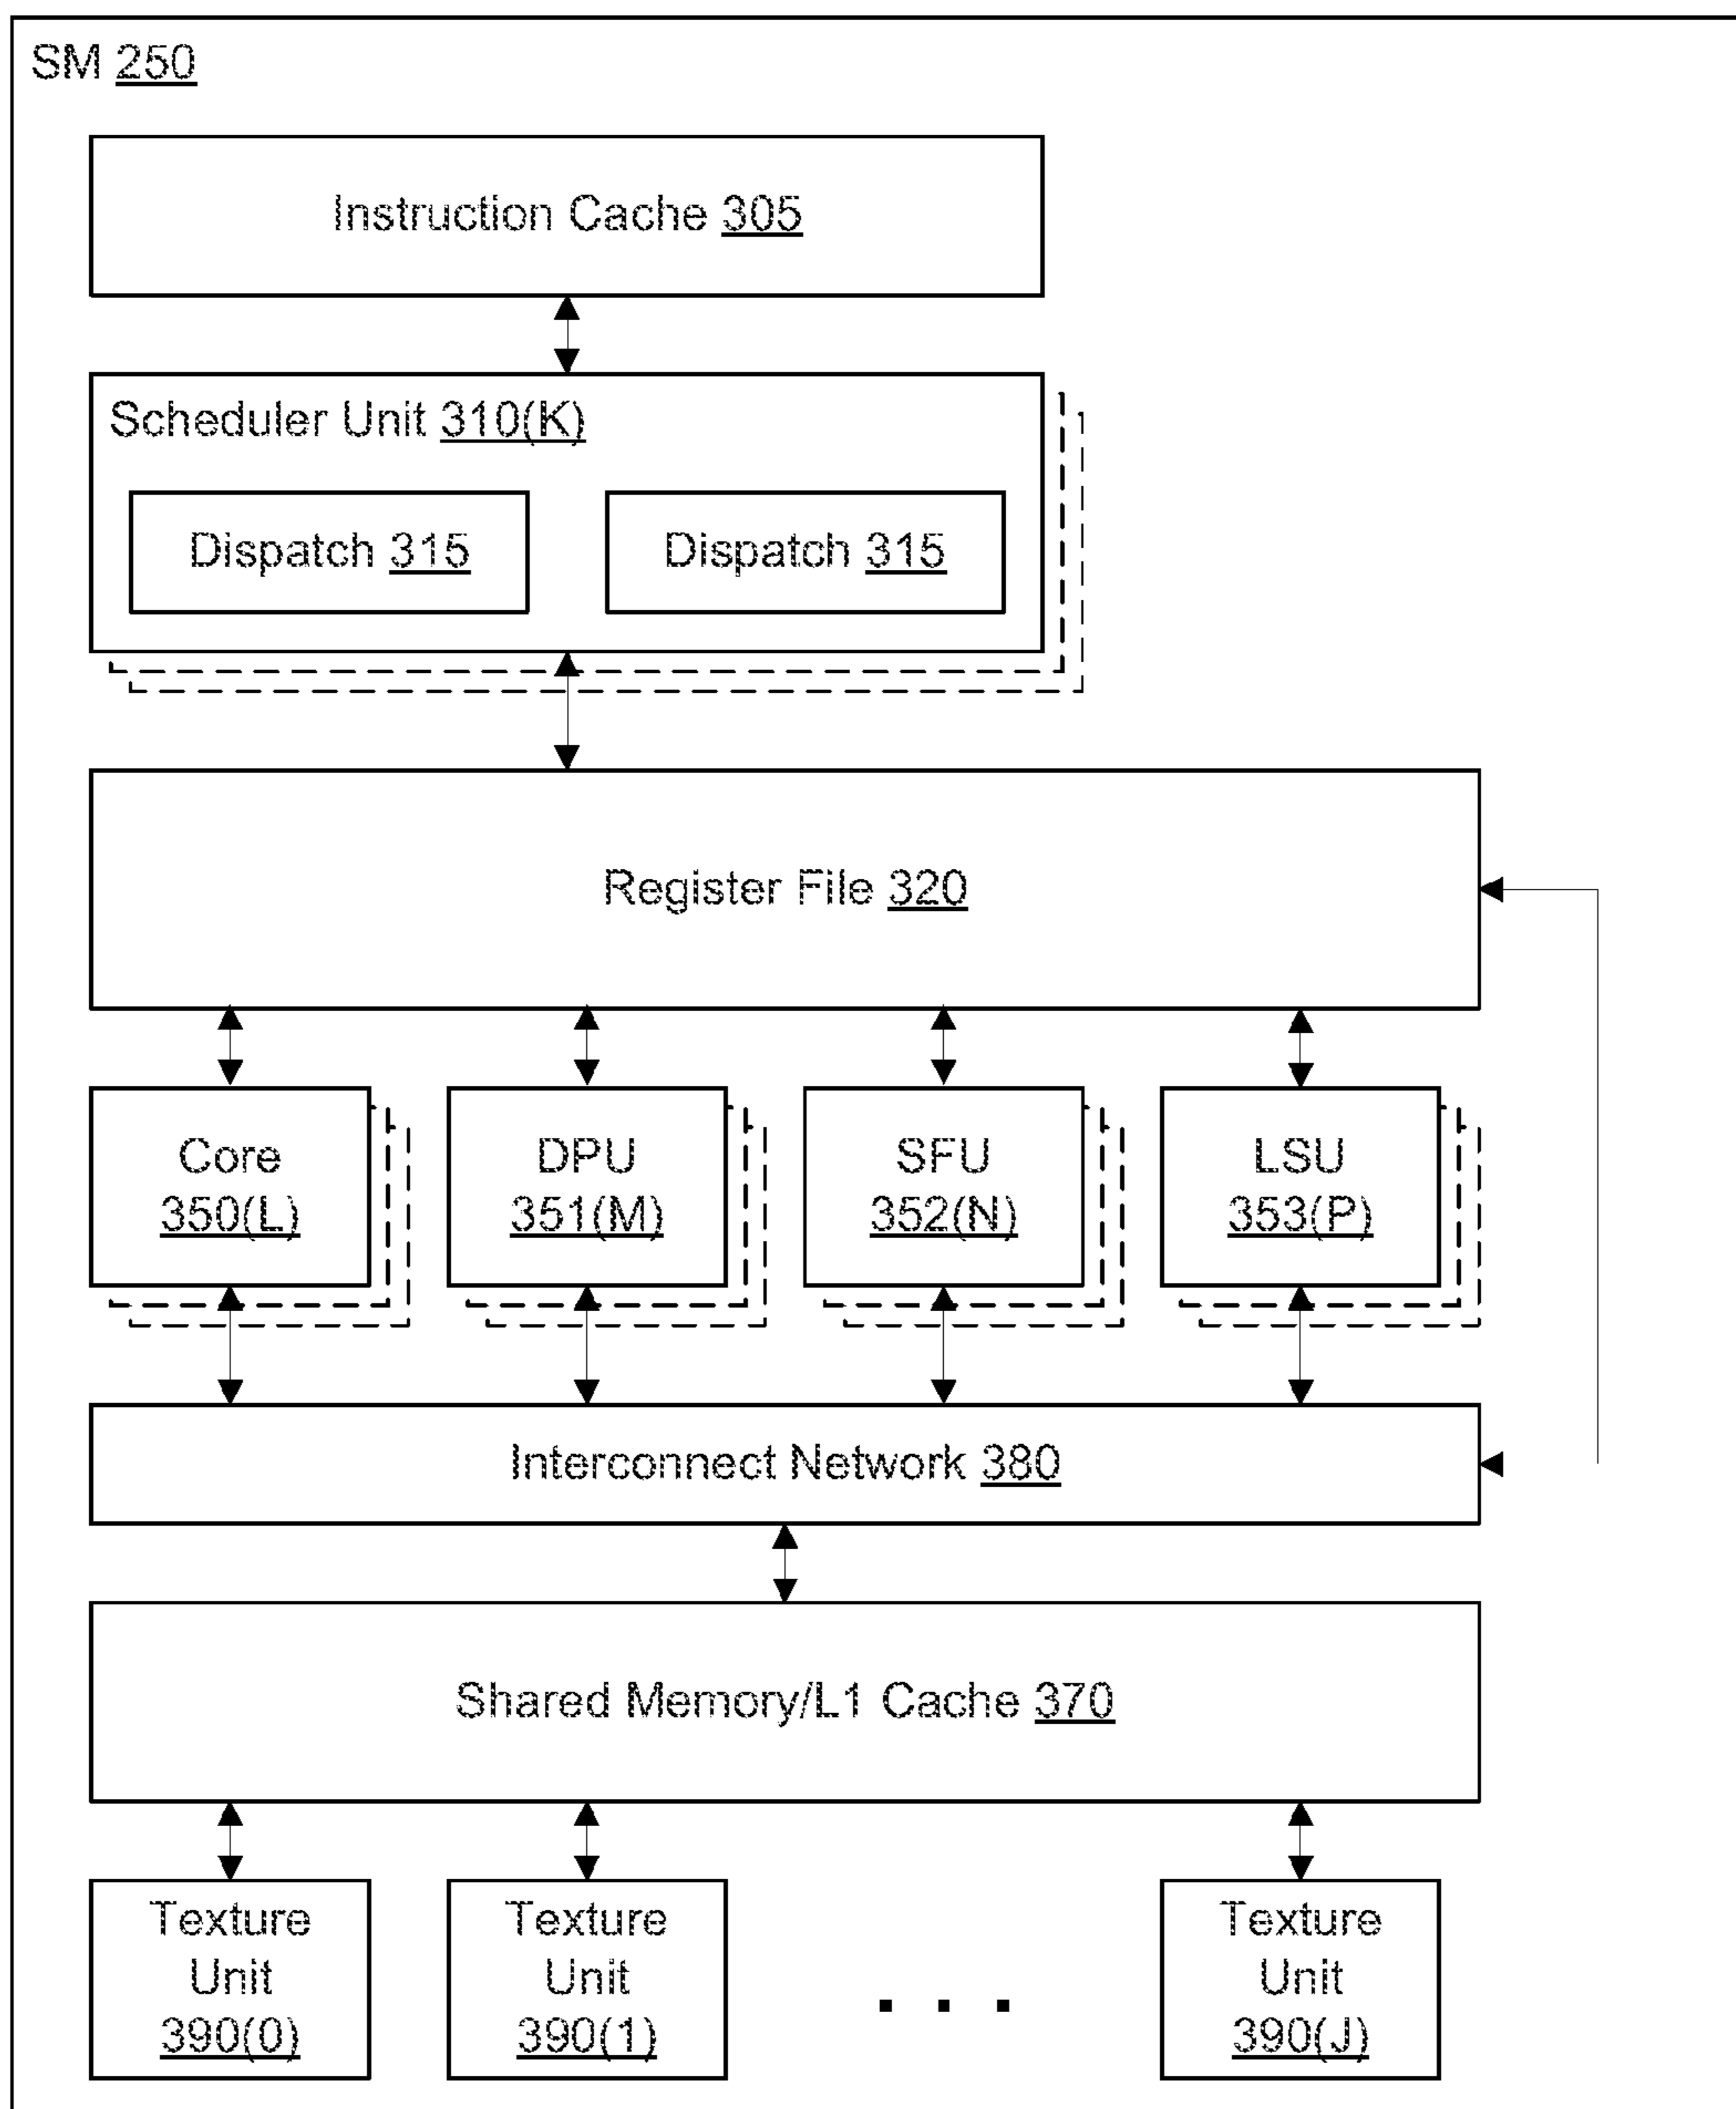 SM 250
Instruction Cache 305
Scheduler Unit 310(K)
Dispatch 315
Dispatch 315
Register File 320
Core
350(L)
DPU
351(M)
SFU
352(N)
LSU
353(P)
Interconnect Network 380
Shared Memory/L1 Cache 370
Texture
Unit
390(0)
Texture
Unit
390(1)
. . .
Texture
Unit
390(J)